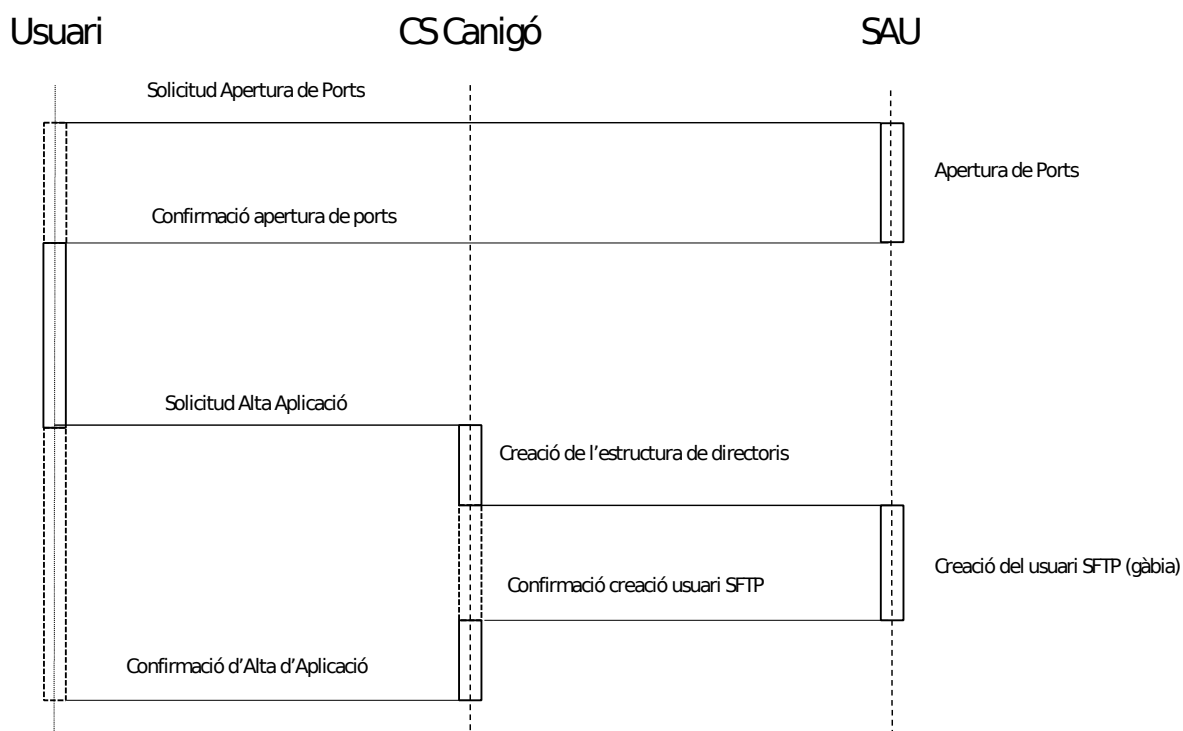 Usuari
CS Canigó
SAU
Solicitud Apertura de Ports
Apertura de Ports
Confirmació apertura de ports
Solicitud Alta Aplicació
Creació de l’estructura de directoris
Creació del usuari SFTP (gàbia)
Confirmació creació usuari SFTP
Confirmació d’Alta d’Aplicació